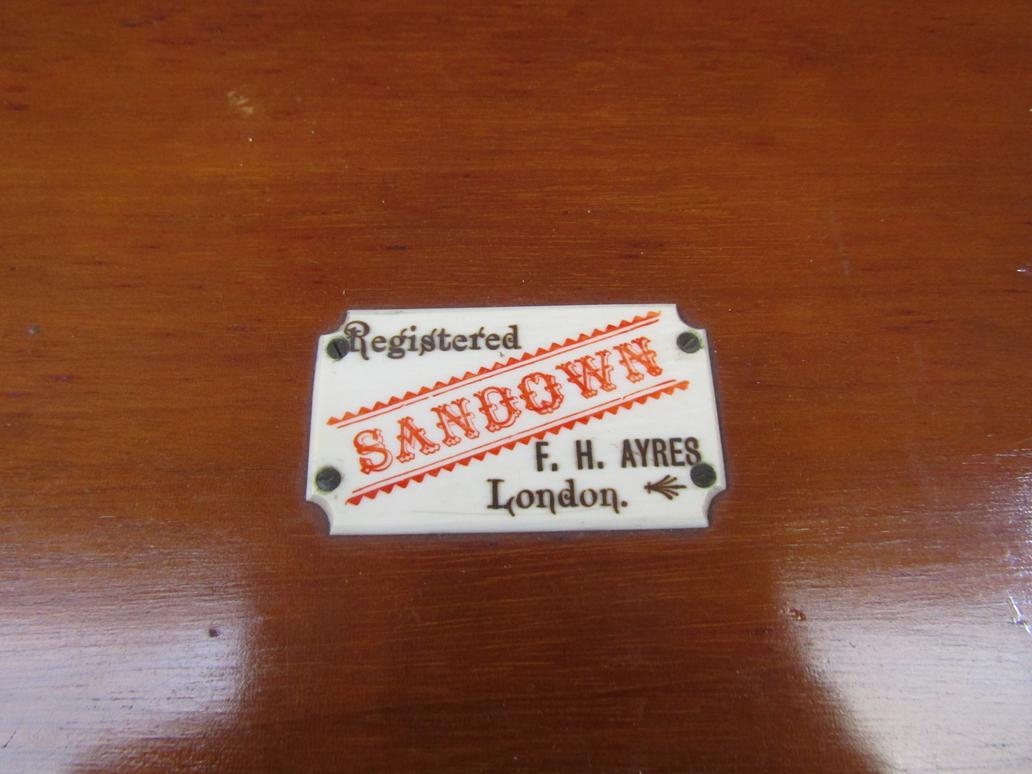 Registered
SANDOWN
F. H. AYRES
London.